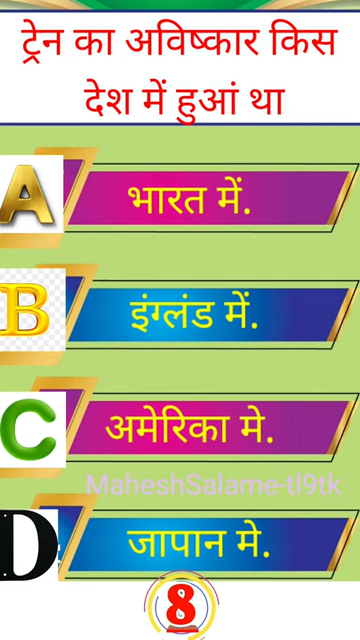 ट्रेन का अविष्कार किस
देश में हुआं था
A भारत में.
B इंग्लंड में.
C अमेरिका मे.
MaheshSalame-tl9tk
D जापान मे.
8